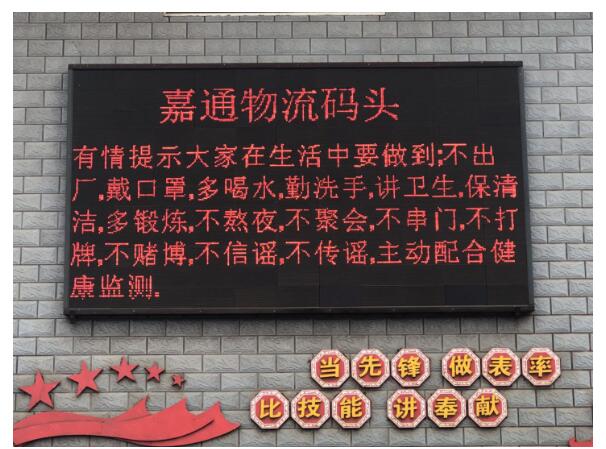 嘉通物流码头
有情提示大家在生活中要做到;不出
厂,戴口罩,多喝水,勤洗手,讲卫生,保清
洁,多锻炼,不熬夜,不聚会,不串门,不打
牌,不赌博,不信谣,不传谣,主动配合健
康监测.
当先锋 做表率
比技能 讲奉献